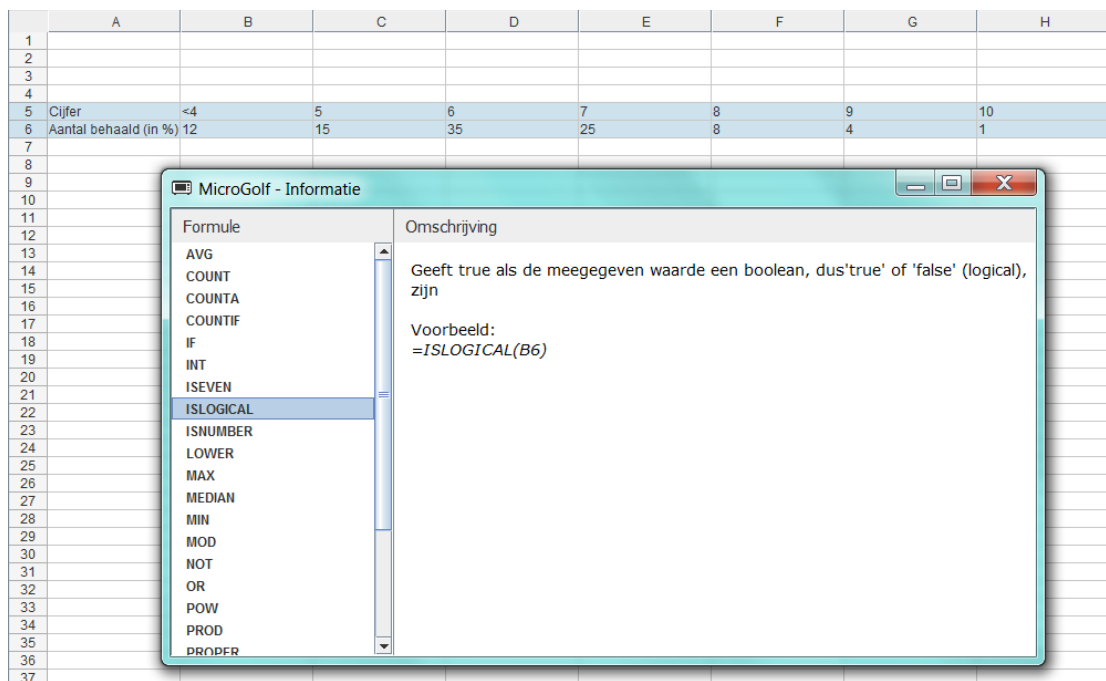 A B C D E F G H
1
2
3
4
5 Cijfer <4 5 6 7 8 9 10
6 Aantal behaald (in %) 12 15 35 25 8 4 1
7
8
9
10
11
12
13
14
15
16
17
18
19
20
21
22
23
24
25
26
27
28
29
30
31
32
33
34
35
36
37
MicroGolf - Informatie
Formule
AVG
COUNT
COUNTA
COUNTIF
IF
INT
ISEVEN
ISLOGICAL
ISNUMBER
LOWER
MAX
MEDIAN
MIN
MOD
NOT
OR
POW
PROD
PROPER
Omschrijving
Geeft true als de meegegeven waarde een boolean, dus'true' of 'false' (logical),
zijn
Voorbeeld:
=ISLOGICAL(B6)